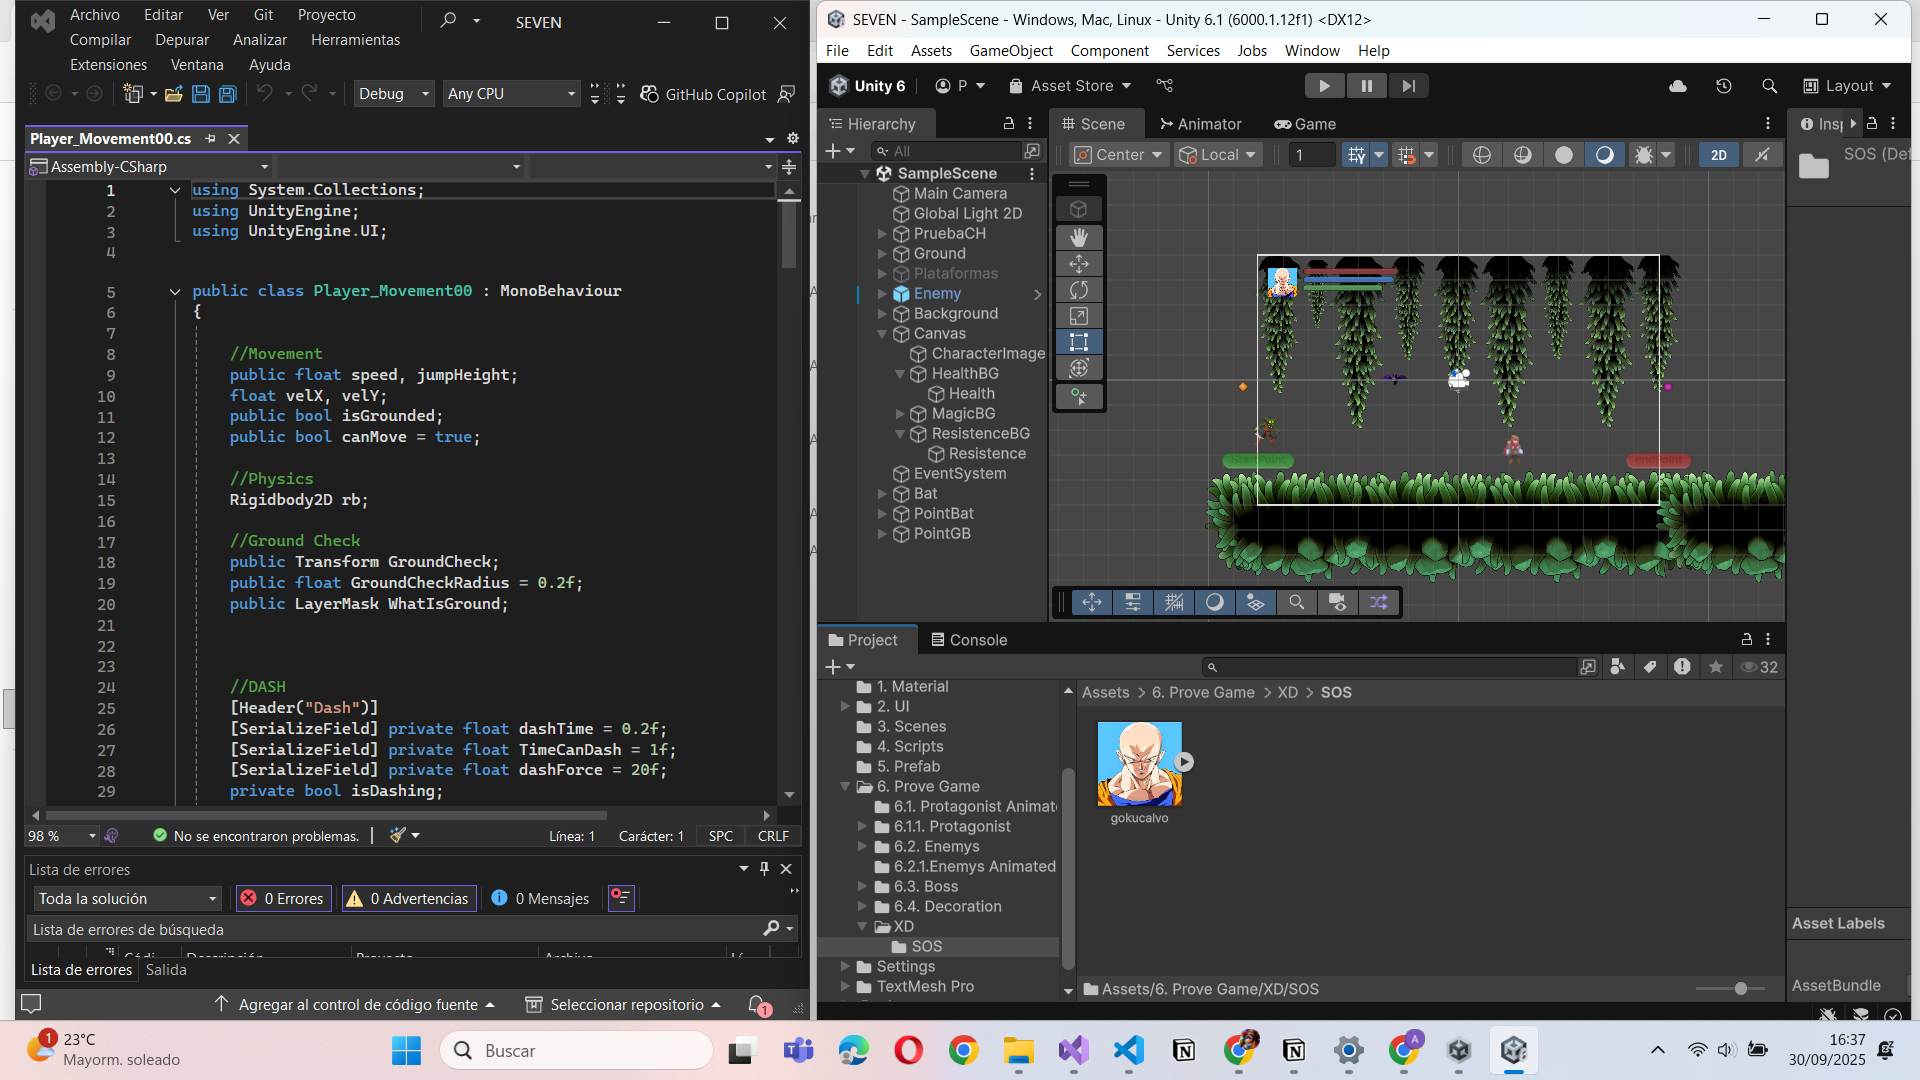 Archivo Editar Ver Git Proyecto
Compilar Depurar Analizar Herramientas
Extensiones Ventana Ayuda
SEVEN
Debug
Any CPU
GitHub Copilot
Player_Movement00.cs
Assembly-CSharp
1 using System.Collections;
2 using UnityEngine;
3 using UnityEngine.UI;
4
5 public class Player_Movement00 : MonoBehaviour
6 {
7
8 //Movement
9 public float speed, jumpHeight;
10 float velX, velY;
11 public bool isGrounded;
12 public bool canMove = true;
13
14 //Physics
15 Rigidbody2D rb;
16
17 //Ground Check
18 public Transform GroundCheck;
19 public float GroundCheckRadius = 0.2f;
20 public LayerMask WhatIsGround;
21
22
23
24 //DASH
25 [Header("Dash")]
26 [SerializeField] private float dashTime = 0.2f;
27 [SerializeField] private float TimeCanDash = 1f;
28 [SerializeField] private float dashForce = 20f;
29 private bool isDashing;
98 %
No se encontraron problemas.
Línea: 1 Carácter: 1 SPC CRLF
Lista de errores
Toda la solución
0 Errores
0 Advertencias
0 Mensajes
Lista de errores de búsqueda
Lista de errores Salida
Agregar al control de código fuente
Seleccionar repositorio
1
SEVEN - SampleScene - Windows, Mac, Linux - Unity 6.1 (6000.1.12f1) <DX12>
File Edit Assets GameObject Component Services Jobs Window Help
Unity 6
P
Asset Store
Layout
Hierarchy
All
SampleScene
Main Camera
Global Light 2D
PruebaCH
Ground
Plataformas
Enemy
Background
Canvas
CharacterImage
HealthBG
Health
MagicBG
ResistenceBG
Resistence
EventSystem
Bat
PointBat
PointGB
Scene Animator Game
Center
Local
1
2D
StartPoint
endPoint
Insp
SOS (Def
Project Console
32
1. Material
2. UI
3. Scenes
4. Scripts
5. Prefab
6. Prove Game
6.1. Protagonist Animat
6.1.1. Protagonist
6.2. Enemys
6.2.1.Enemys Animated
6.3. Boss
6.4. Decoration
XD
SOS
Settings
TextMesh Pro
Assets > 6. Prove Game > XD > SOS
gokucalvo
Assets/6. Prove Game/XD/SOS
Asset Labels
AssetBundle
1
23°C
Mayorm. soleado
Buscar
A
16:37
30/09/2025